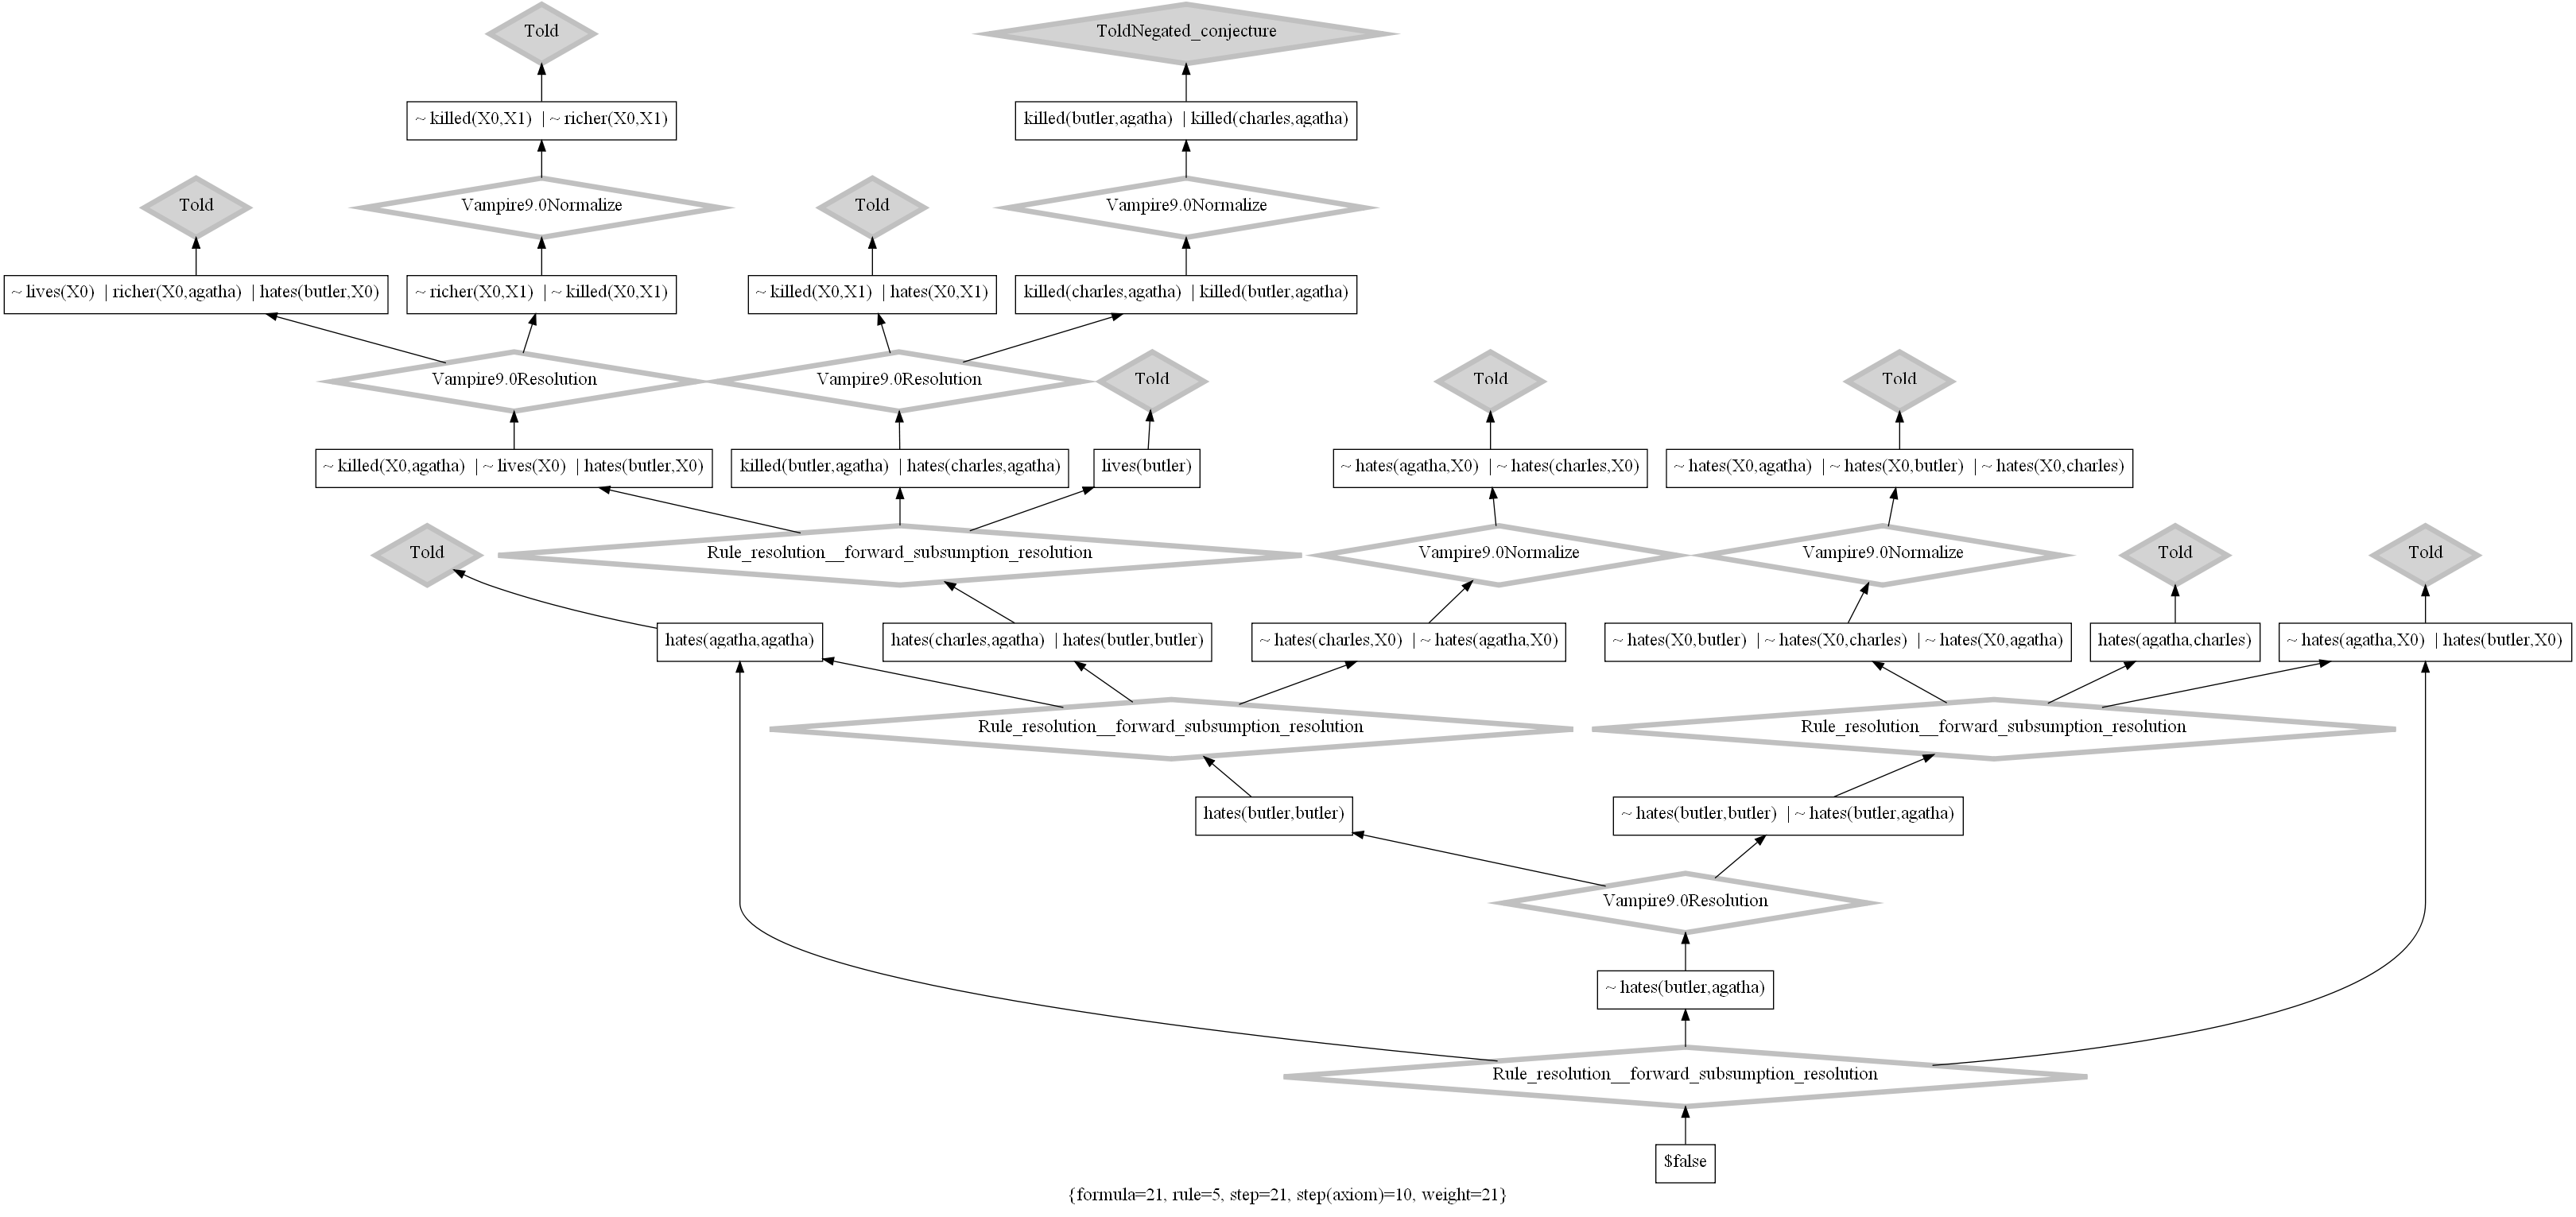 Told
ToldNegated_conjecture
~ killed(X0,X1) | ~ richer(X0,X1)
killed(butler,agatha) | killed(charles,agatha)
Told
Vampire9.0Normalize
Told
Vampire9.0Normalize
~ lives(X0) | richer(X0,agatha) | hates(butler,X0)
~ richer(X0,X1) | ~ killed(X0,X1)
~ killed(X0,X1) | hates(X0,X1)
killed(charles,agatha) | killed(butler,agatha)
Vampire9.0Resolution
Vampire9.0Resolution
Told
Told
Told
~ killed(X0,agatha) | ~ lives(X0) | hates(butler,X0)
killed(butler,agatha) | hates(charles,agatha)
lives(butler)
~ hates(agatha,X0) | ~ hates(charles,X0)
~ hates(X0,agatha) | ~ hates(X0,butler) | ~ hates(X0,charles)
Told
Rule_resolution__forward_subsumption_resolution
Vampire9.0Normalize
Vampire9.0Normalize
Told
Told
hates(agatha,agatha)
hates(charles,agatha) | hates(butler,butler)
~ hates(charles,X0) | ~ hates(agatha,X0)
~ hates(X0,butler) | ~ hates(X0,charles) | ~ hates(X0,agatha)
hates(agatha,charles)
~ hates(agatha,X0) | hates(butler,X0)
Rule_resolution__forward_subsumption_resolution
Rule_resolution__forward_subsumption_resolution
hates(butler,butler)
~ hates(butler,butler) | ~ hates(butler,agatha)
Vampire9.0Resolution
~ hates(butler,agatha)
Rule_resolution__forward_subsumption_resolution
$false
{formula=21, rule=5, step=21, step(axiom)=10, weight=21}